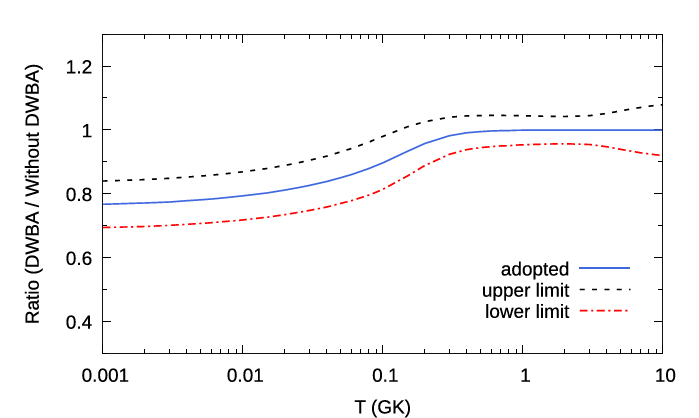 Ratio (DWBA / Without DWBA)
1.2
1
0.8
0.6
0.4
adopted
upper limit
lower limit
0.001
0.01
0.1
1
10
T (GK)